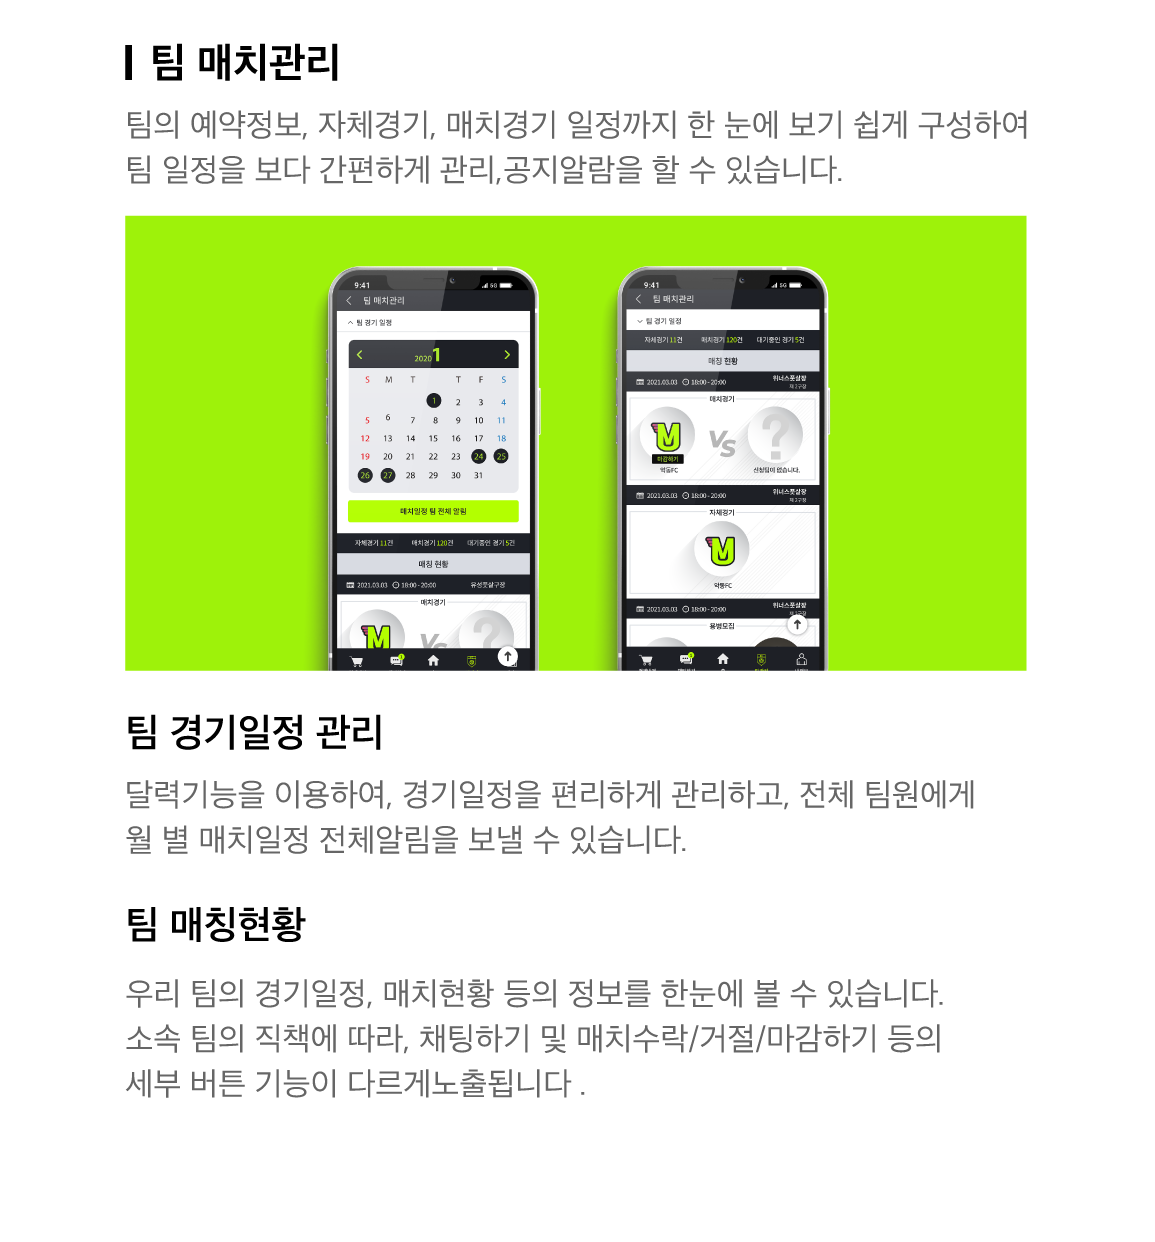 팀 매치관리
팀의 예약정보, 자체경기, 매치경기 일정까지 한 눈에 보기 쉽게 구성하여
팀 일정을 보다 간편하게 관리,공지알람을 할 수 있습니다.
9:41
5G
팀 매치관리
팀 경기 일정
2020 1
S M T T F S
1 2 3 4
5 6 7 8 9 10 11
12 13 14 15 16 17 18
19 20 21 22 23 24 25
26 27 28 29 30 31
매치일정 팀 전체 알림
자체경기 11건 매치경기 120건 대기중인 경기 5건
매칭 현황
2021.03.03 18:00 - 20:00 유성풋살구장
매치경기
M VS ?
9:41
5G
팀 매치관리
팀 경기 일정
자체경기 11건 매치경기 120건 대기중인 경기 5건
매칭 현황
2021.03.03 18:00 - 20:00 위너스풋살장
제 2구장
매치경기
M VS ?
마감하기
악동FC 신청팀이 없습니다.
2021.03.03 18:00 - 20:00 위너스풋살장
제 2구장
자체경기
M
악동FC
2021.03.03 18:00 - 20:00 위너스풋살장
용병모집
팀 경기일정 관리
달력기능을 이용하여, 경기일정을 편리하게 관리하고, 전체 팀원에게
월 별 매치일정 전체알림을 보낼 수 있습니다.
팀 매칭현황
우리 팀의 경기일정, 매치현황 등의 정보를 한눈에 볼 수 있습니다.
소속 팀의 직책에 따라, 채팅하기 및 매치수락/거절/마감하기 등의
세부 버튼 기능이 다르게노출됩니다 .